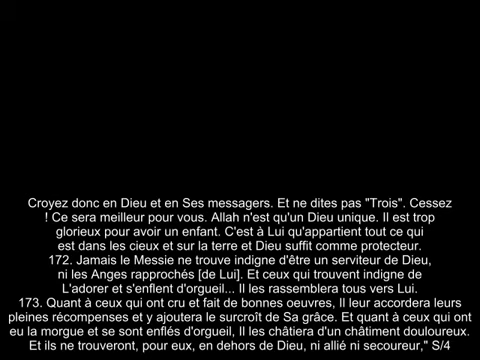 Croyez donc en Dieu et en Ses messagers. Et ne dites pas "Trois". Cessez
! Ce sera meilleur pour vous. Allah n'est qu'un Dieu unique. Il est trop
glorieux pour avoir un enfant. C'est à Lui qu'appartient tout ce qui
est dans les cieux et sur la terre et Dieu suffit comme protecteur.
172. Jamais le Messie ne trouve indigne d'être un serviteur de Dieu,
ni les Anges rapprochés [de Lui]. Et ceux qui trouvent indigne de
L'adorer et s'enflent d'orgueil... Il les rassemblera tous vers Lui.
173. Quant à ceux qui ont cru et fait de bonnes oeuvres, Il leur accordera leurs
pleines récompenses et y ajoutera le surcroît de Sa grâce. Et quant à ceux qui ont
eu la morgue et se sont enflés d'orgueil, Il les châtiera d'un châtiment douloureux.
Et ils ne trouveront, pour eux, en dehors de Dieu, ni allié ni secoureur," S/4